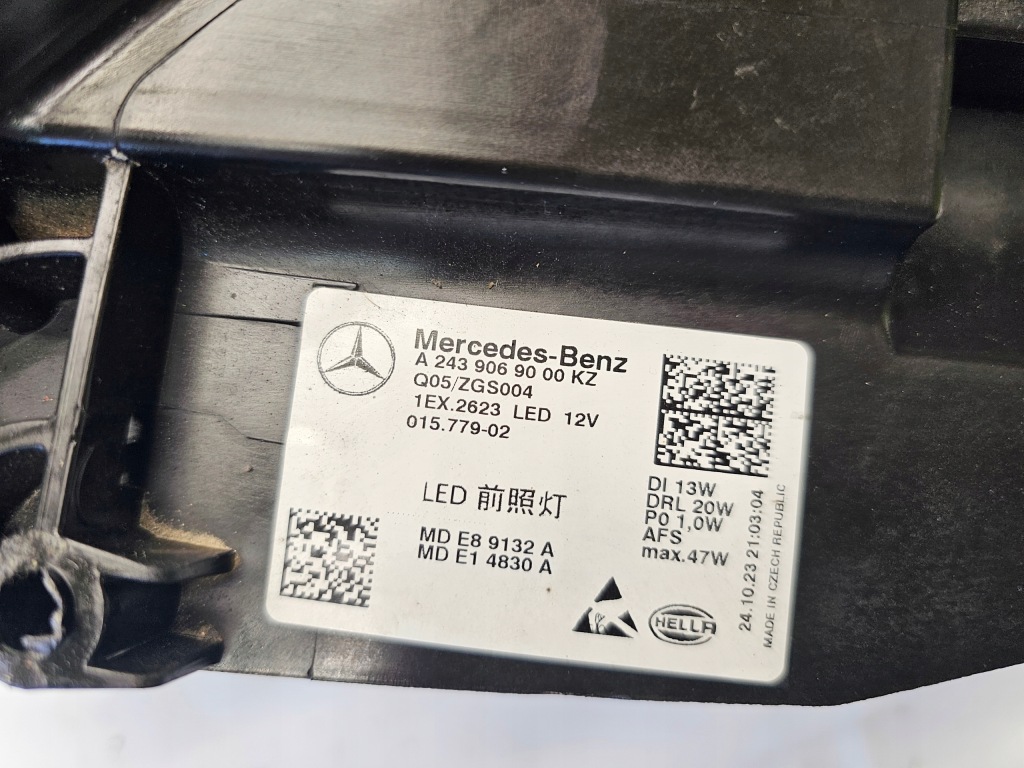 Mercedes-Benz
A 243 906 90 00 KZ
Q05/ZGS004
1EX.2623 LED 12V
015.779-02
LED 前照灯
MD E8 9132 A
MD E1 4830 A
DI 13W
DRL 20W
P0 1,0W
AFS
max.47W
24.10.23 21:03:04
MADE IN CZECH REPUBLIC
HELLA